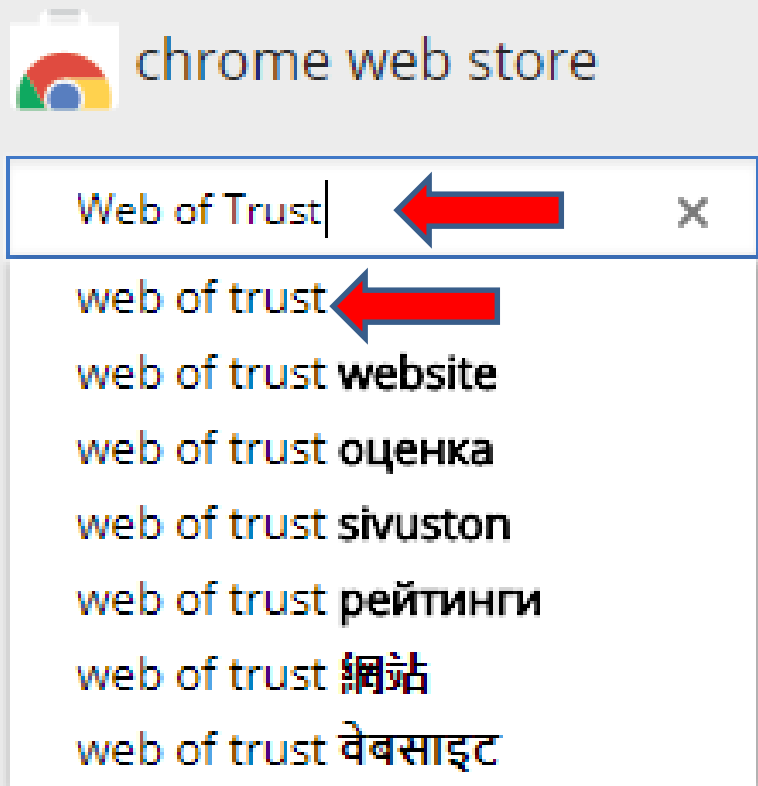 chrome web store
Web of Trust
web of trust
web of trust website
web of trust оценка
web of trust sivuston
web of trust рейтинги
web of trust 網站
web of trust वेबसाइट